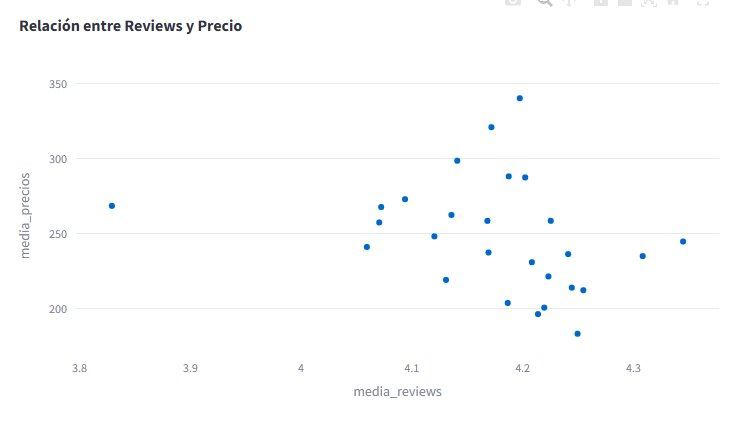 Relación entre Reviews y Precio
350
300
250
200
media_precios
3.8 3.9 4 4.1 4.2 4.3
media_reviews